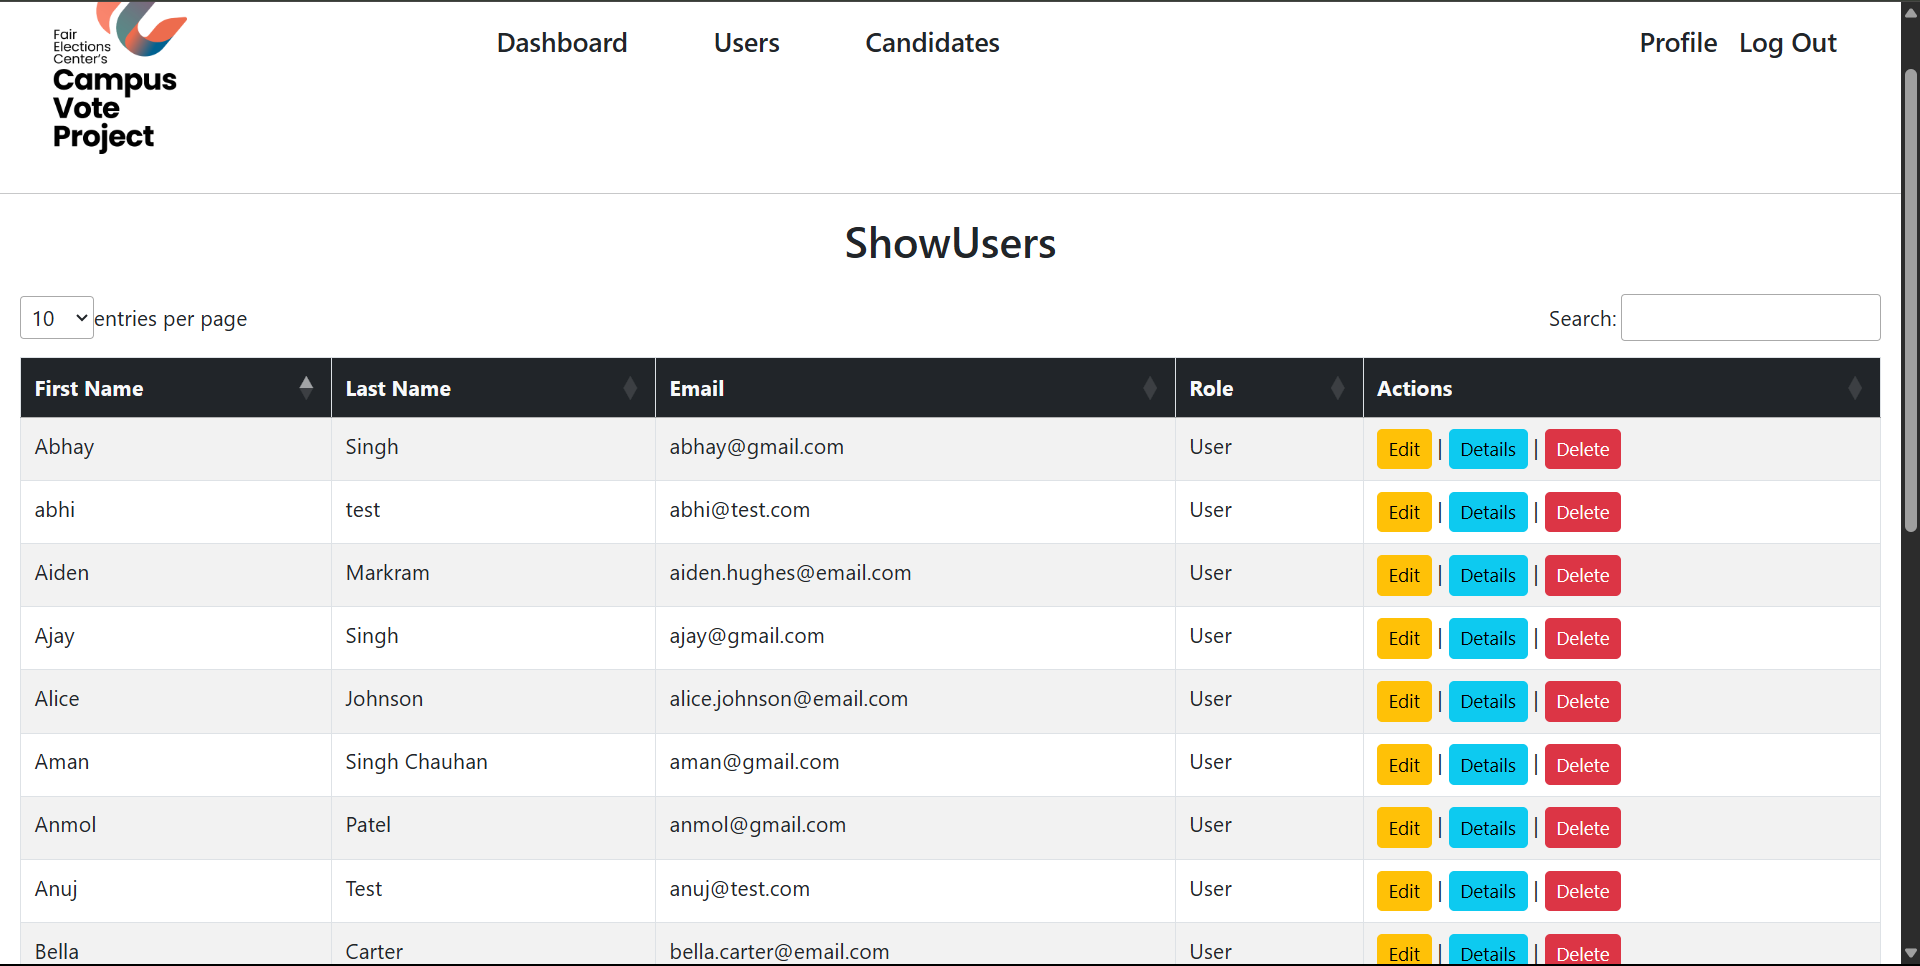 Fair
Elections
Center's
Campus
Vote
Project
Dashboard Users Candidates Profile Log Out
ShowUsers
10 entries per page Search:
First Name Last Name Email Role Actions
Abhay Singh abhay@gmail.com User Edit | Details | Delete
abhi test abhi@test.com User Edit | Details | Delete
Aiden Markram aiden.hughes@email.com User Edit | Details | Delete
Ajay Singh ajay@gmail.com User Edit | Details | Delete
Alice Johnson alice.johnson@email.com User Edit | Details | Delete
Aman Singh Chauhan aman@gmail.com User Edit | Details | Delete
Anmol Patel anmol@gmail.com User Edit | Details | Delete
Anuj Test anuj@test.com User Edit | Details | Delete
Bella Carter bella.carter@email.com User Edit | Details | Delete